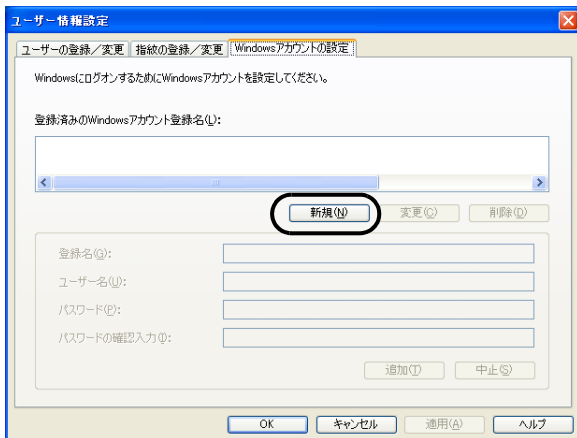 ユーザー情報設定
ユーザーの登録／変更 指紋の登録／変更 Windowsアカウントの設定
WindowsにログオンするためにWindowsアカウントを設定してください。
登録済みのWindowsアカウント登録名(L):
新規(N) 変更(C) 削除(D)
登録名(G):
ユーザー名(U):
パスワード(P):
パスワードの確認入力(I):
追加(T) 中止(S)
OK キャンセル 適用(A) ヘルプ